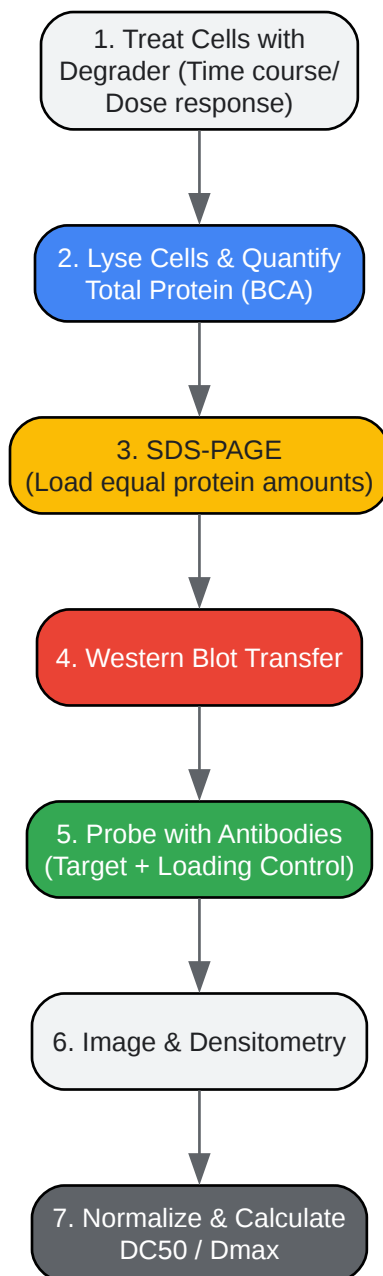 1. Treat Cells with
Degrader (Time course/
Dose response)
2. Lyse Cells & Quantify
Total Protein (BCA)
3. SDS-PAGE
(Load equal protein amounts)
4. Western Blot Transfer
5. Probe with Antibodies
(Target + Loading Control)
6. Image & Densitometry
7. Normalize & Calculate
DC50 / Dmax